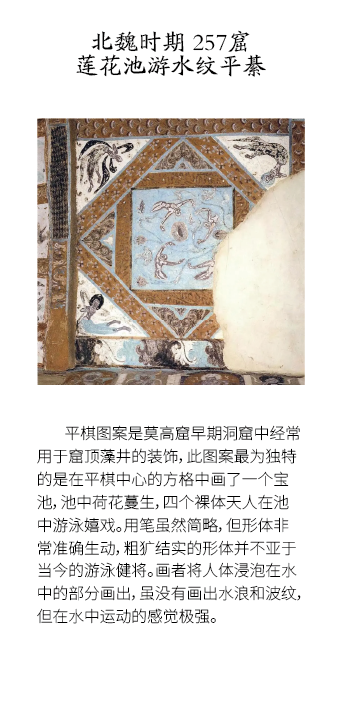 北魏时期 257窟
莲花池游水纹平綦
平棋图案是莫高窟早期洞窟中经常
用于窟顶藻井的装饰，此图案最为独特
的是在平棋中心的方格中画了一个宝
池，池中荷花蔓生，四个裸体天人在池
中游泳嬉戏。用笔虽然简略，但形体非
常准确生动，粗犷结实的形体并不亚于
当今的游泳健将。画者将人体浸泡在水
中的部分画出，虽没有画出水浪和波纹，
但在水中运动的感觉极强。